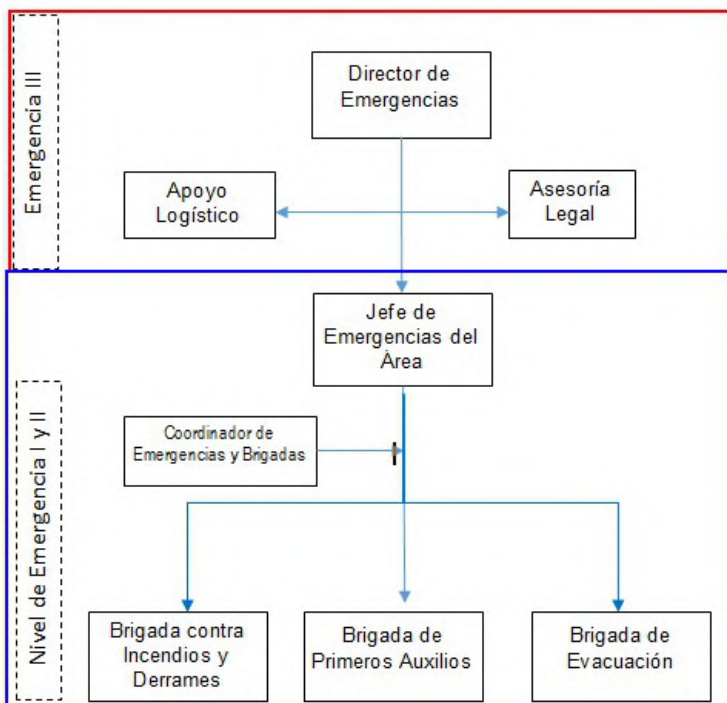 Emergencia III
Director de
Emergencias
Apoyo
Logístico
Asesoría
Legal
Nivel de Emergencia I y II
Jefe de
Emergencias del
Área
Coordinador de
Emergencias y Brigadas
Brigada contra
Incendios y
Derrames
Brigada de
Primeros Auxilios
Brigada de
Evacuación